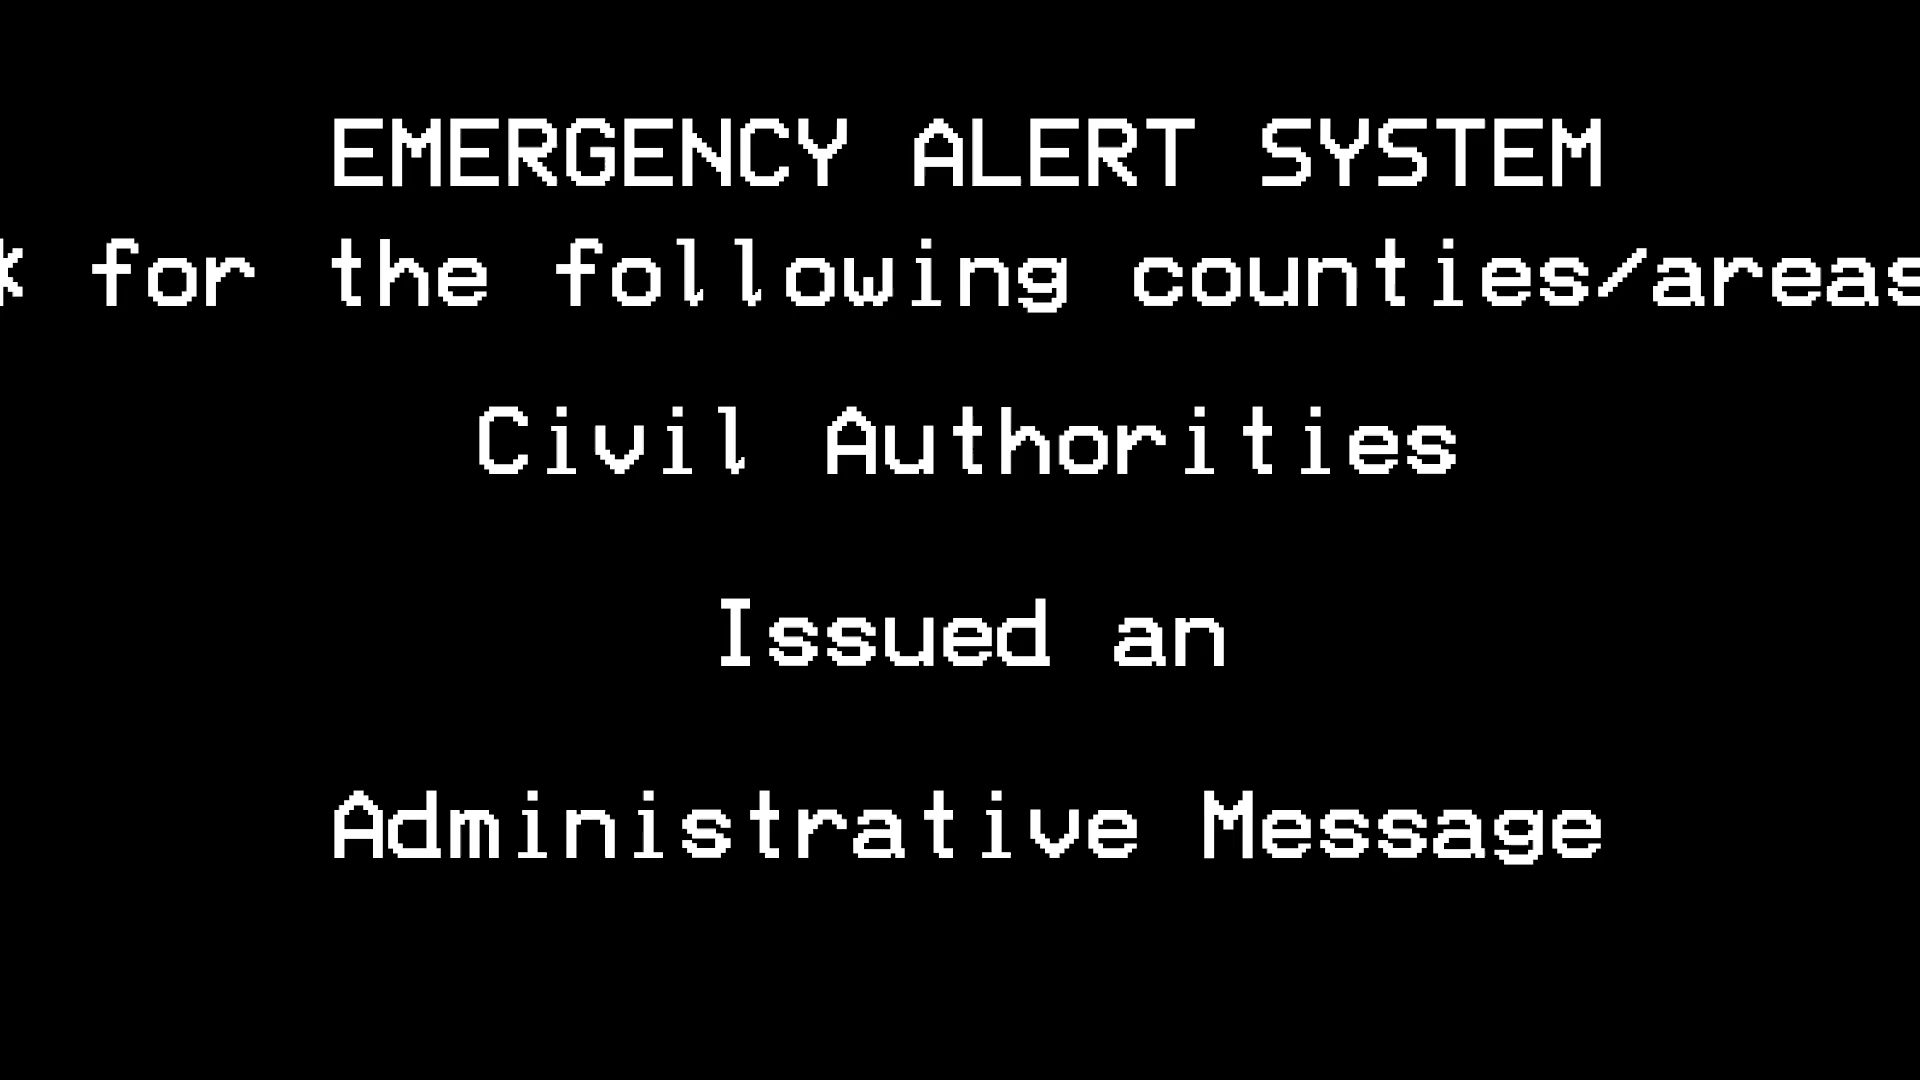 EMERGENCY ALERT SYSTEM
for the following counties/areas
Civil Authorities
Issued an
Administrative Message